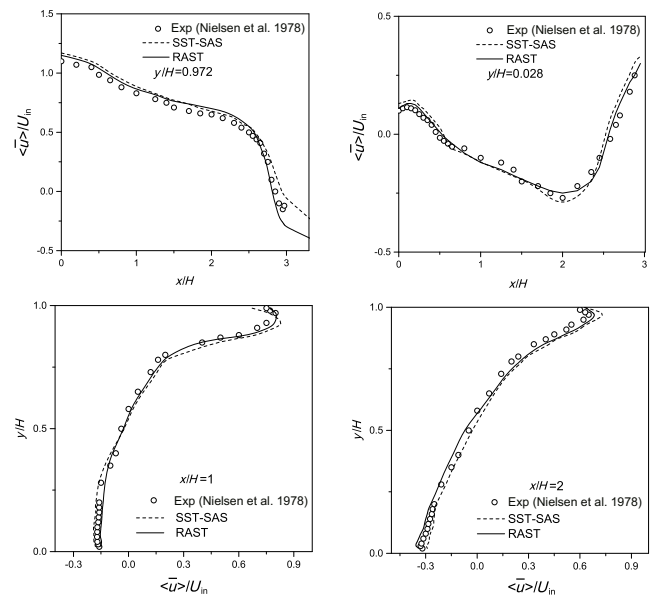 1.5
1.0
0.5
0.0
-0.5
0 1 2 3
<u̅>/U_in
x/H
Exp (Nielsen et al. 1978)
SST-SAS
RAST
y/H=0.972
0.5
0.0
-0.5
0 1 2 3
<u̅>/U_in
x/H
Exp (Nielsen et al. 1978)
SST-SAS
RAST
y/H=0.028
1.0
0.5
0.0
-0.3 0.0 0.3 0.6 0.9
y/H
<u̅>/U_in
x/H=1
Exp (Nielsen et al. 1978)
SST-SAS
RAST
1.0
0.5
0.0
-0.3 0.0 0.3 0.6 0.9
y/H
<u̅>/U_in
x/H=2
Exp (Nielsen et al. 1978)
SST-SAS
RAST